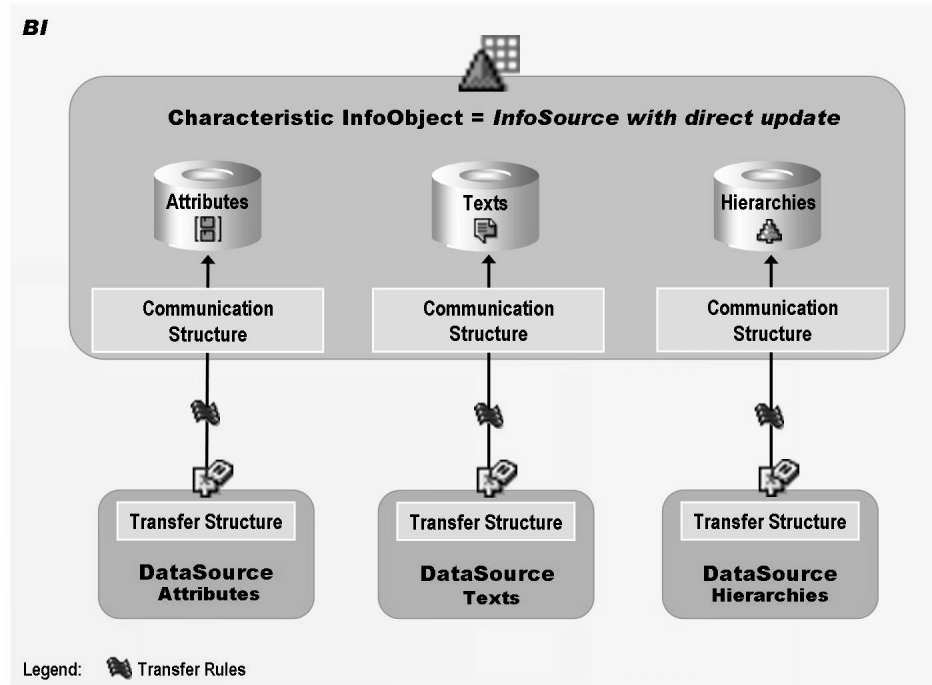 BI
Characteristic InfoObject = InfoSource with direct update
Attributes
Texts
Hierarchies
Communication
Structure
Communication
Structure
Communication
Structure
Transfer Structure
DataSource
Attributes
Transfer Structure
DataSource
Texts
Transfer Structure
DataSource
Hierarchies
Legend: Transfer Rules